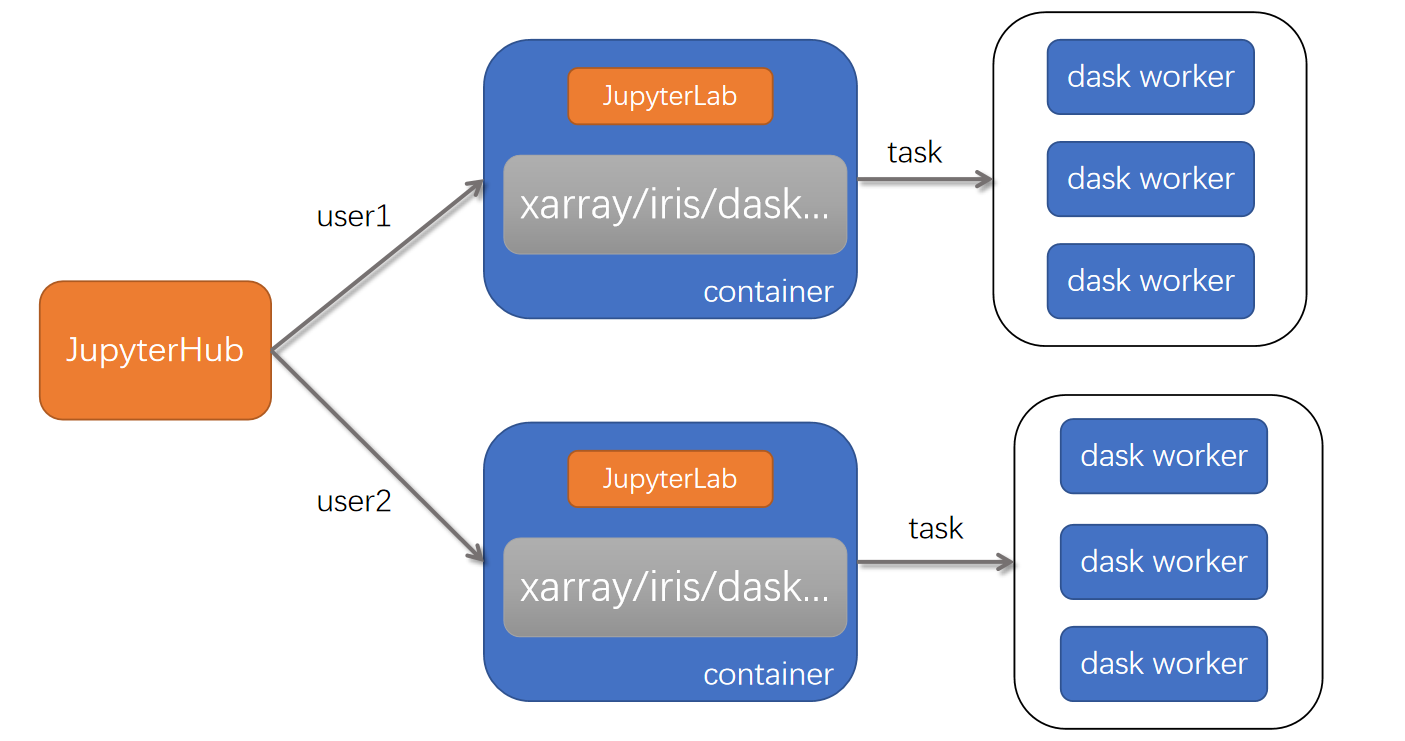 JupyterHub
user1
user2
JupyterLab
xarray/iris/dask...
container
task
dask worker
dask worker
dask worker
JupyterLab
xarray/iris/dask...
container
task
dask worker
dask worker
dask worker